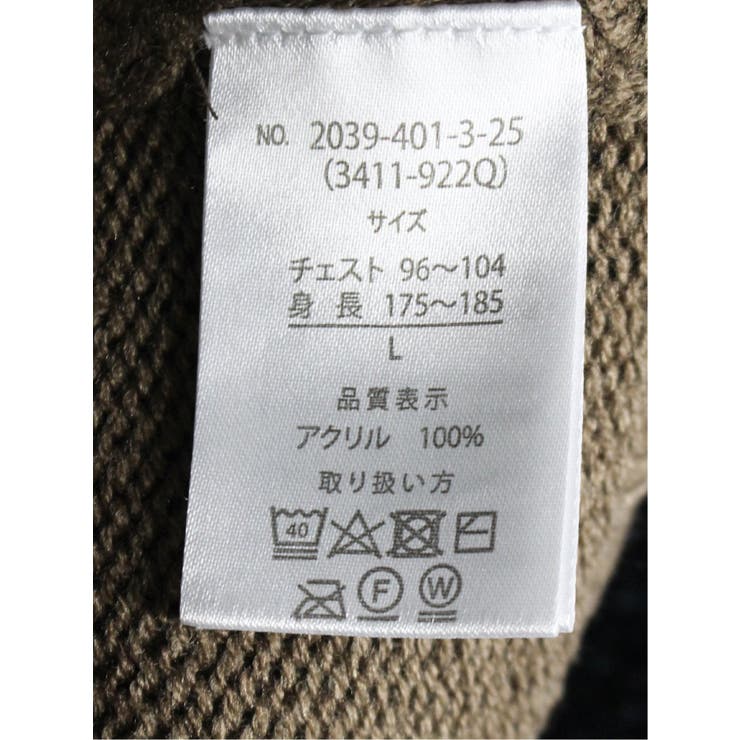 NO. 2039-401-3-25
(3411-922Q)
サイズ
チェスト 96～104
身長 175～185
L
品質表示
アクリル 100%
取り扱い方
40
F W